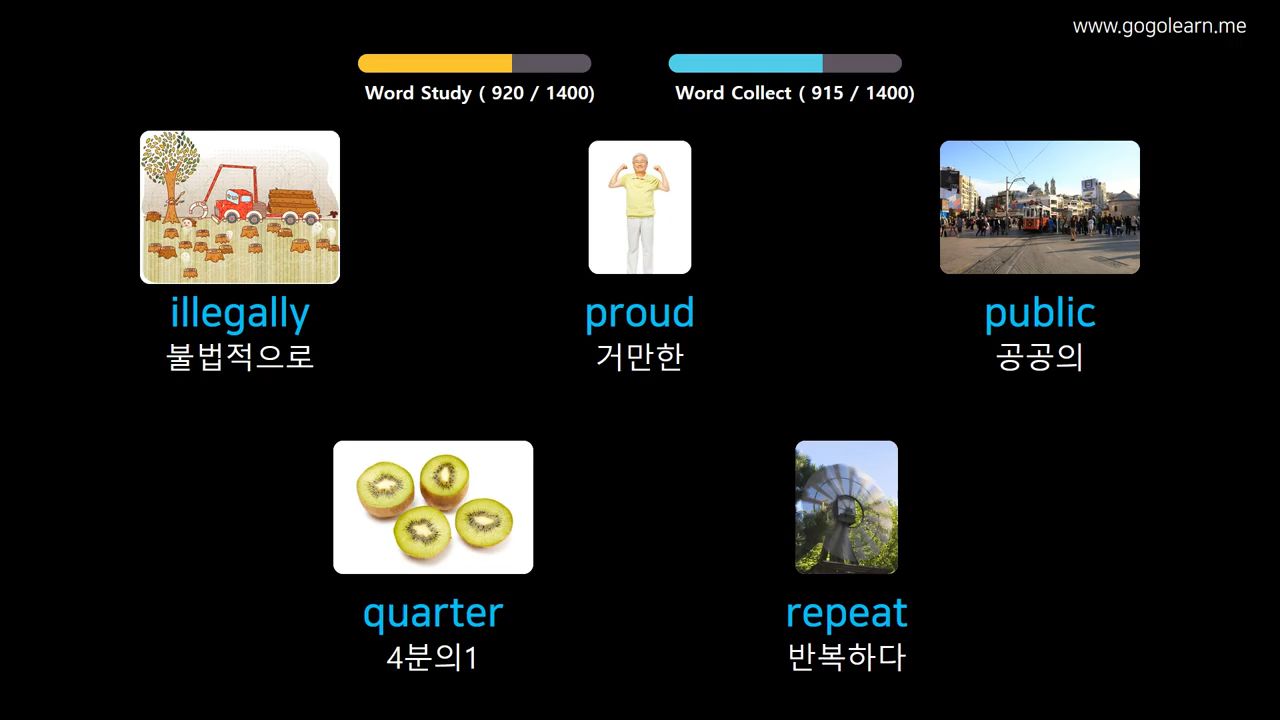 www.gogolearn.me
Word Study ( 920 / 1400)
Word Collect ( 915 / 1400)
illegally
불법적으로
proud
거만한
public
공공의
quarter
4분의1
repeat
반복하다